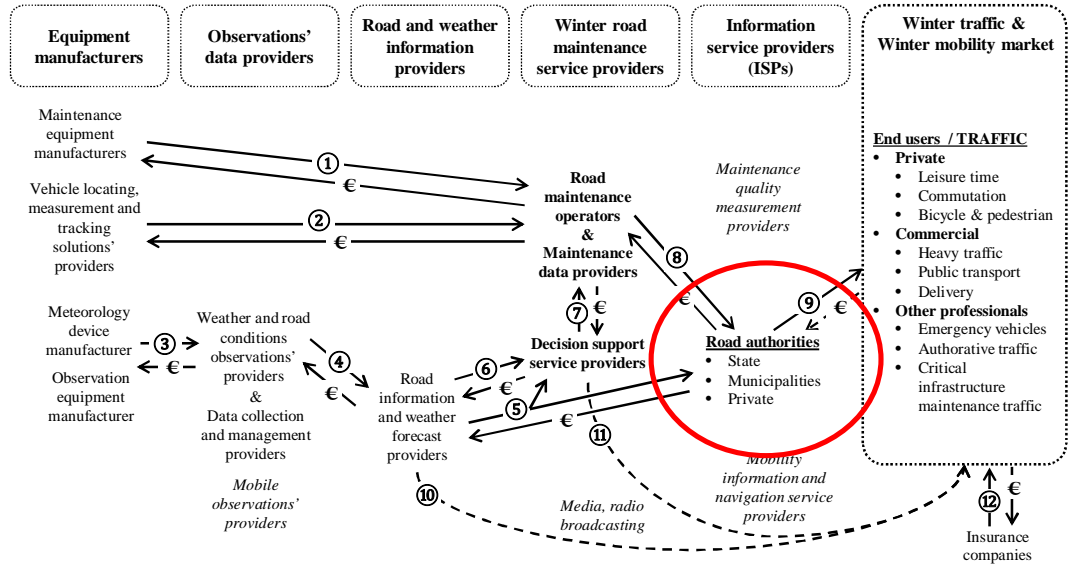 Equipment
manufacturers
Observations’
data providers
Road and weather
information
providers
Winter road
maintenance
service providers
Information
service providers
(ISPs)
Winter traffic &
Winter mobility market
Maintenance
equipment
manufacturers
Vehicle locating,
measurement and
tracking
solutions’
providers
Meteorology
device
manufacturer
Observation
equipment
manufacturer
1
€
2
€
3
€
Weather and road
conditions
observations’
providers
&
Data collection
and management
providers
Mobile
observations’
providers
4
€
Road
information
and weather
forecast
providers
6
€
5
€
10
Road
maintenance
operators
&
Maintenance
data providers
7
€
Decision support
service providers
11
Media, radio
broadcasting
Maintenance
quality
measurement
providers
8
€
9
€
Road authorities
• State
• Municipalities
• Private
Mobility
information and
navigation service
providers
End users / TRAFFIC
• Private
• Leisure time
• Commutation
• Bicycle & pedestrian
• Commercial
• Heavy traffic
• Public transport
• Delivery
• Other professionals
• Emergency vehicles
• Authorative traffic
• Critical
infrastructure
maintenance traffic
12
€
Insurance
companies